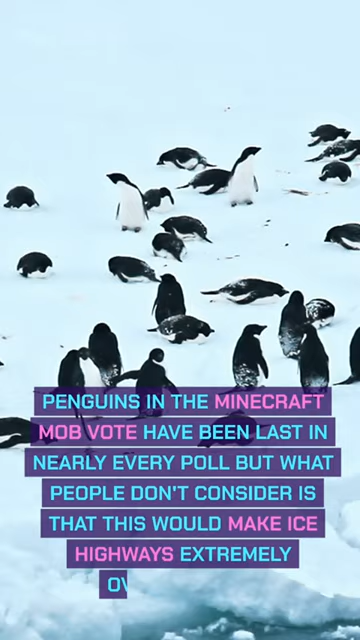 PENGUINS IN THE MINECRAFT
MOB VOTE HAVE BEEN LAST IN
NEARLY EVERY POLL BUT WHAT
PEOPLE DON'T CONSIDER IS
THAT THIS WOULD MAKE ICE
HIGHWAYS EXTREMELY